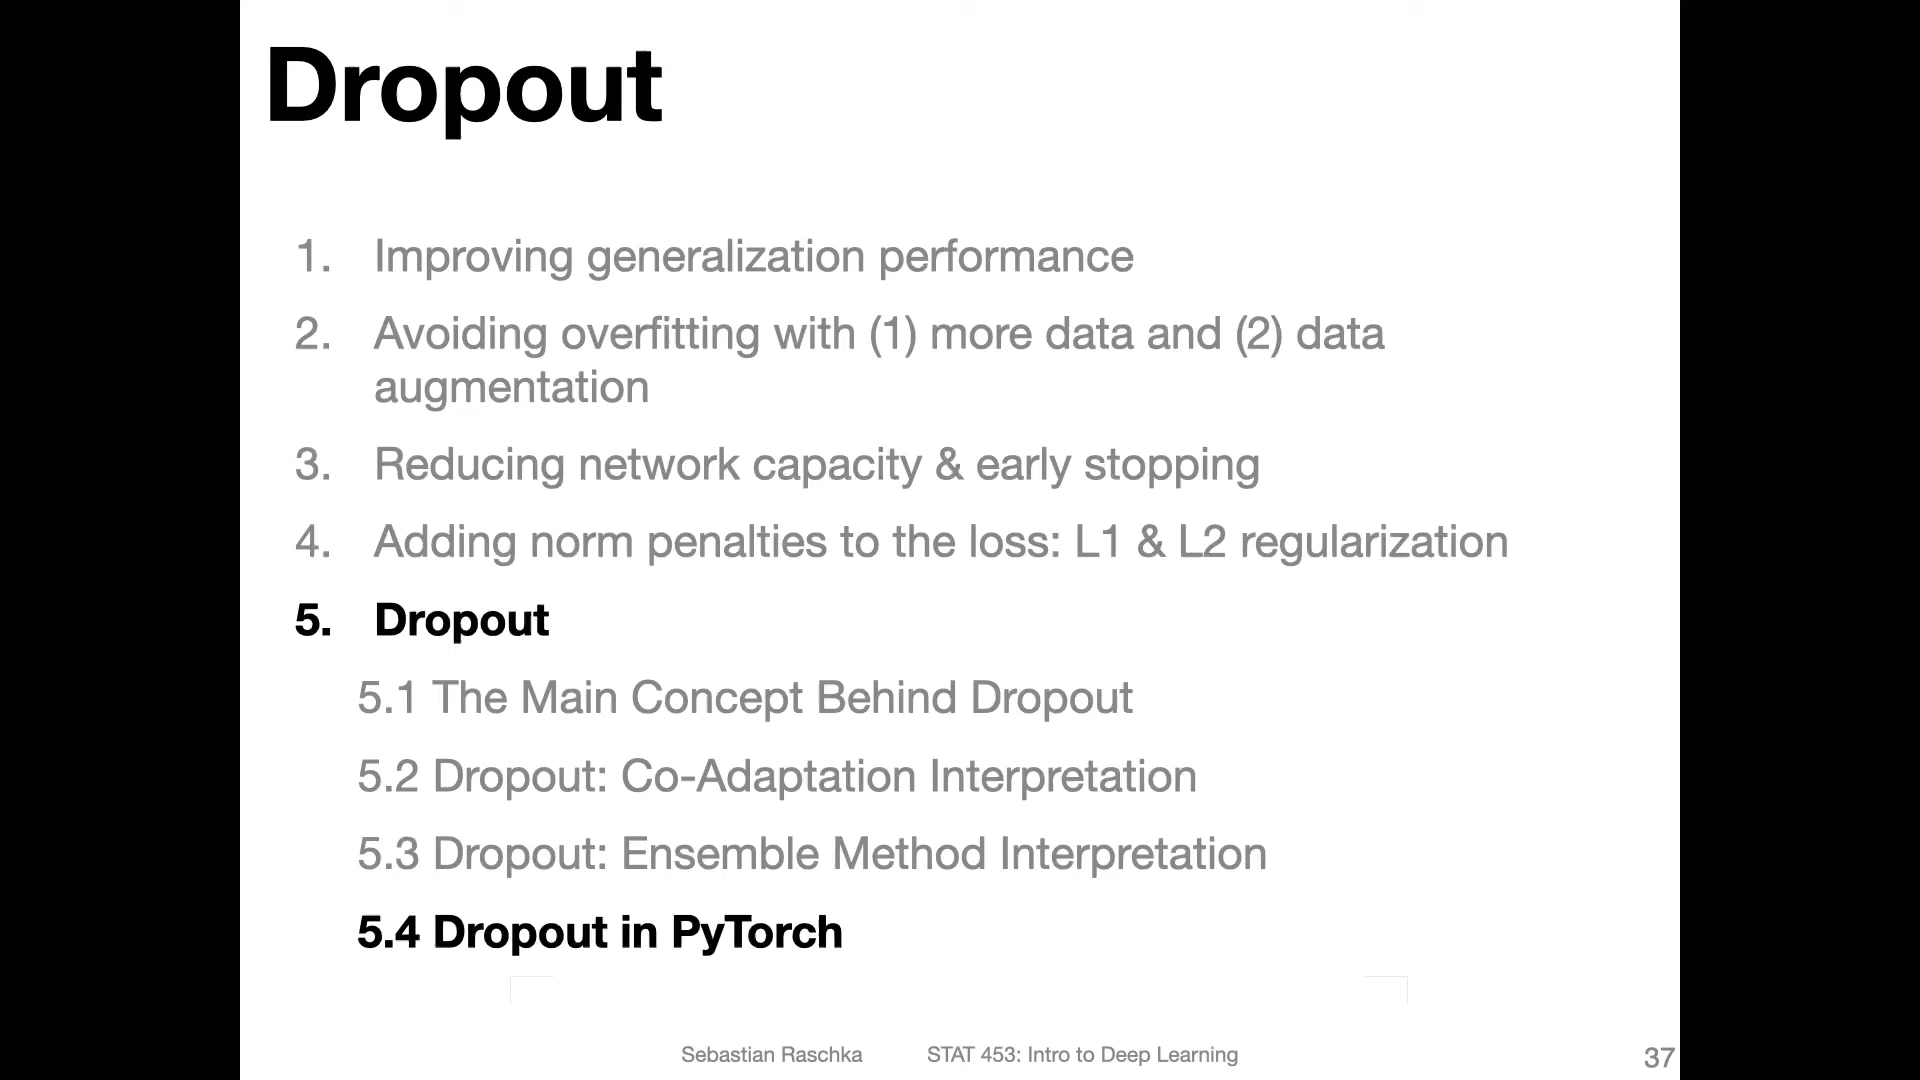 Dropout
1. Improving generalization performance
2. Avoiding overfitting with (1) more data and (2) data
augmentation
3. Reducing network capacity & early stopping
4. Adding norm penalties to the loss: L1 & L2 regularization
5. Dropout
5.1 The Main Concept Behind Dropout
5.2 Dropout: Co-Adaptation Interpretation
5.3 Dropout: Ensemble Method Interpretation
5.4 Dropout in PyTorch
Sebastian Raschka STAT 453: Intro to Deep Learning 37